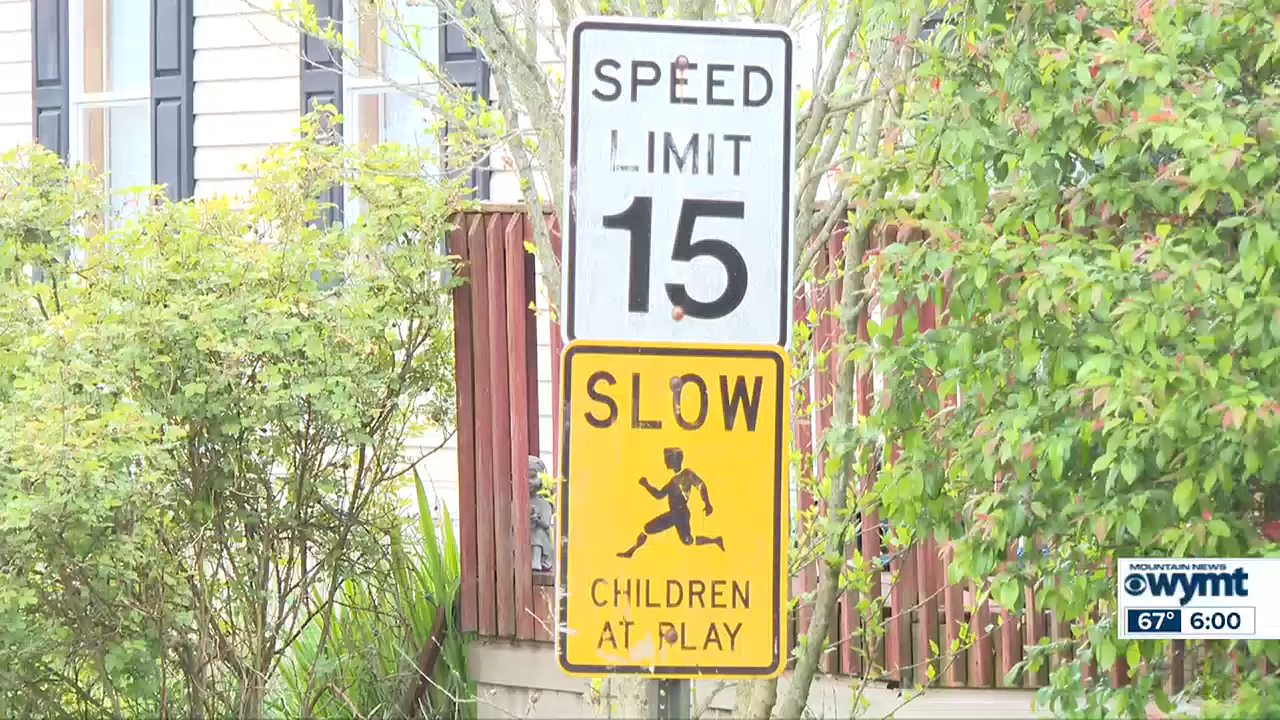 SPEED
LIMIT
15
SLOW
CHILDREN
AT PLAY
MOUNTAIN NEWS
wymt
67° 6:00